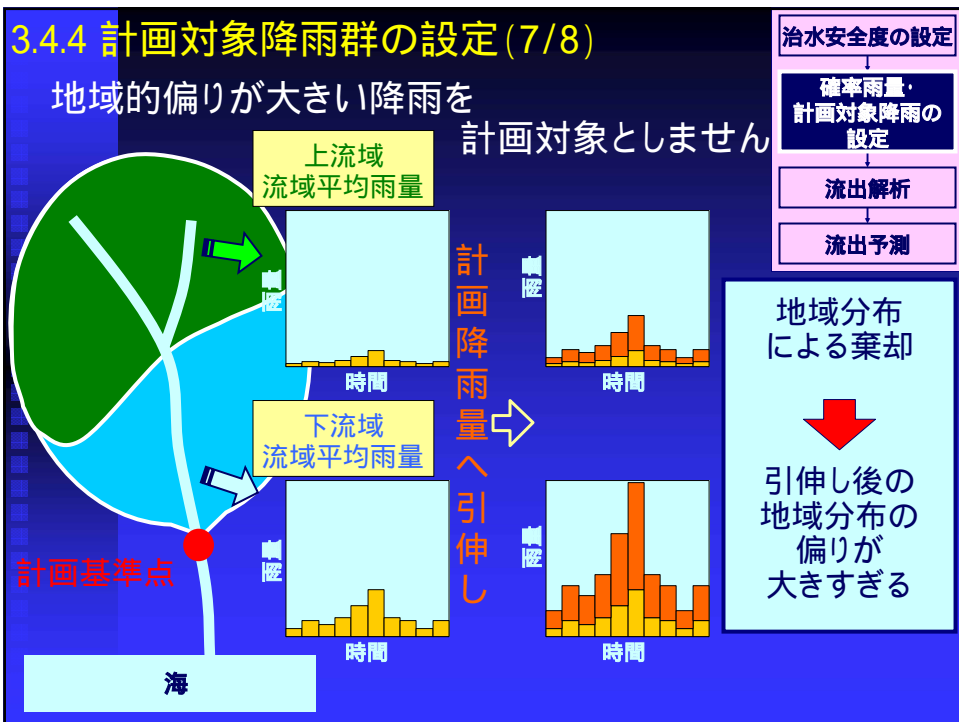 3.4.4 計画対象降雨群の設定(7/8)
地域的偏りが大きい降雨を
計画対象としません
治水安全度の設定
確率雨量・
計画対象降雨の
設定
流出解析
流出予測
上流域
流域平均雨量
雨量
時間
雨量
時間
計画降雨量へ引伸し
下流域
流域平均雨量
雨量
時間
雨量
時間
地域分布
による棄却
引伸し後の
地域分布の
偏りが
大きすぎる
計画基準点
海